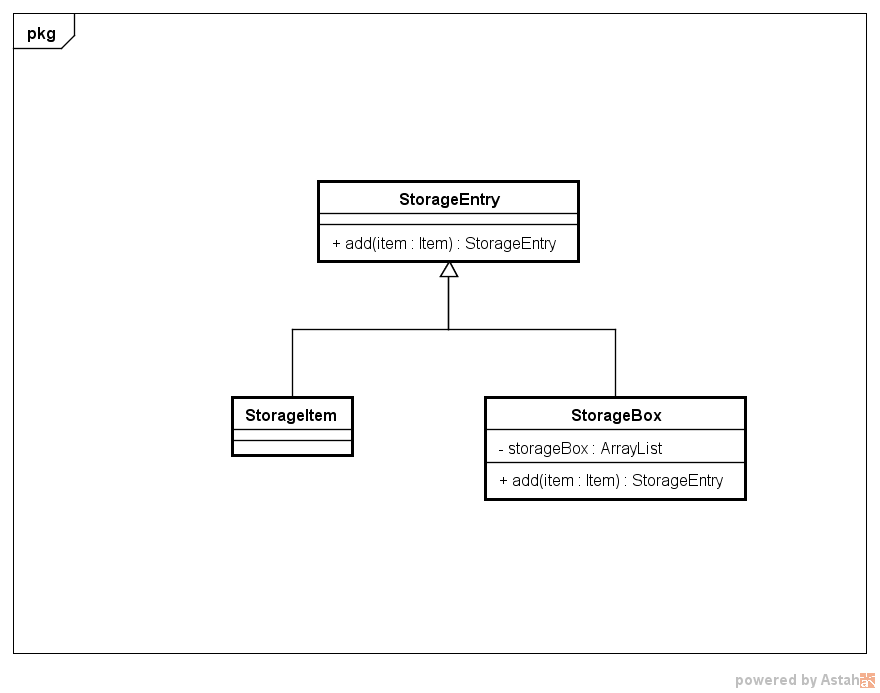 pkg
StorageEntry
+ add(item : Item) : StorageEntry
StorageItem
StorageBox
- storageBox : ArrayList
+ add(item : Item) : StorageEntry
powered by Astah